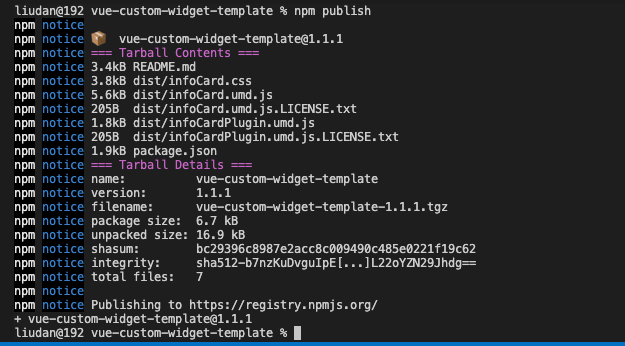 liudan@192 vue-custom-widget-template % npm publish
npm notice
npm notice 📦  vue-custom-widget-template@1.1.1
npm notice === Tarball Contents ===
npm notice 3.4kB README.md
npm notice 3.8kB dist/infoCard.css
npm notice 5.6kB dist/infoCard.umd.js
npm notice 205B  dist/infoCard.umd.js.LICENSE.txt
npm notice 1.8kB dist/infoCardPlugin.umd.js
npm notice 205B  dist/infoCardPlugin.umd.js.LICENSE.txt
npm notice 1.9kB package.json
npm notice === Tarball Details ===
npm notice name:          vue-custom-widget-template
npm notice version:       1.1.1
npm notice filename:      vue-custom-widget-template-1.1.1.tgz
npm notice package size:  6.7 kB
npm notice unpacked size: 16.9 kB
npm notice shasum:        bc29396c8987e2acc8c009490c485e0221f19c62
npm notice integrity:     sha512-b7nzKuDvguIpE[...]L22oYZN29Jhdg==
npm notice total files:   7
npm notice
npm notice Publishing to https://registry.npmjs.org/
+ vue-custom-widget-template@1.1.1
liudan@192 vue-custom-widget-template %